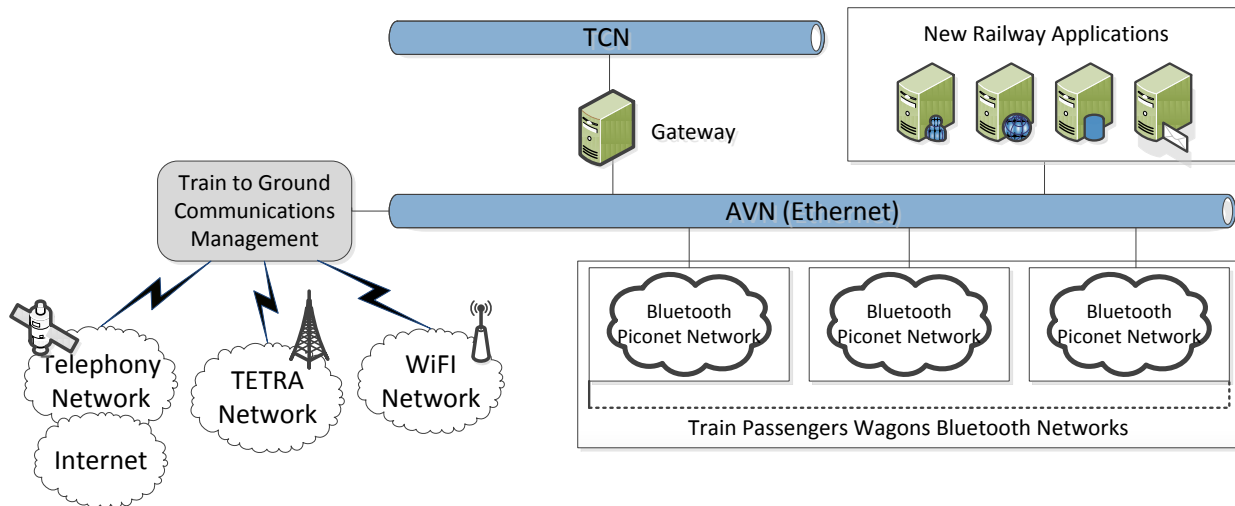 TCN
New Railway Applications
Gateway
Train to Ground
Communications
Management
AVN (Ethernet)
Bluetooth
Piconet Network
Bluetooth
Piconet Network
Bluetooth
Piconet Network
Telephony
Network
TETRA
Network
WiFI
Network
Internet
Train Passengers Wagons Bluetooth Networks